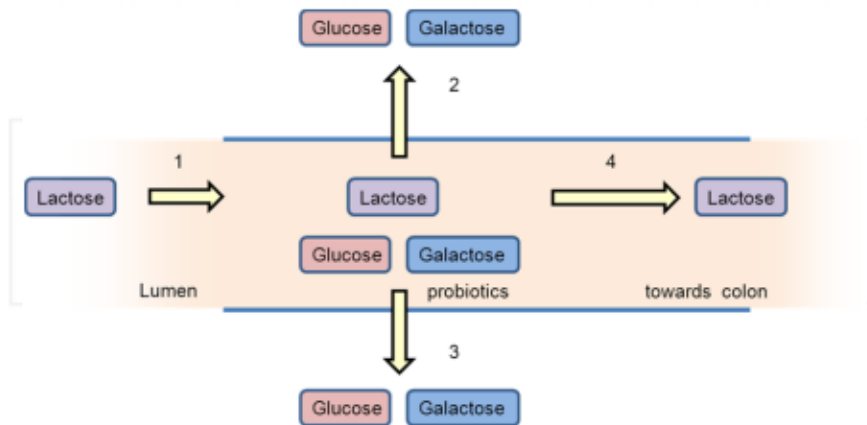 Glucose Galactose
2
1 4
Lactose Lactose Lactose
Glucose Galactose
Lumen probiotics towards colon
3
Glucose Galactose